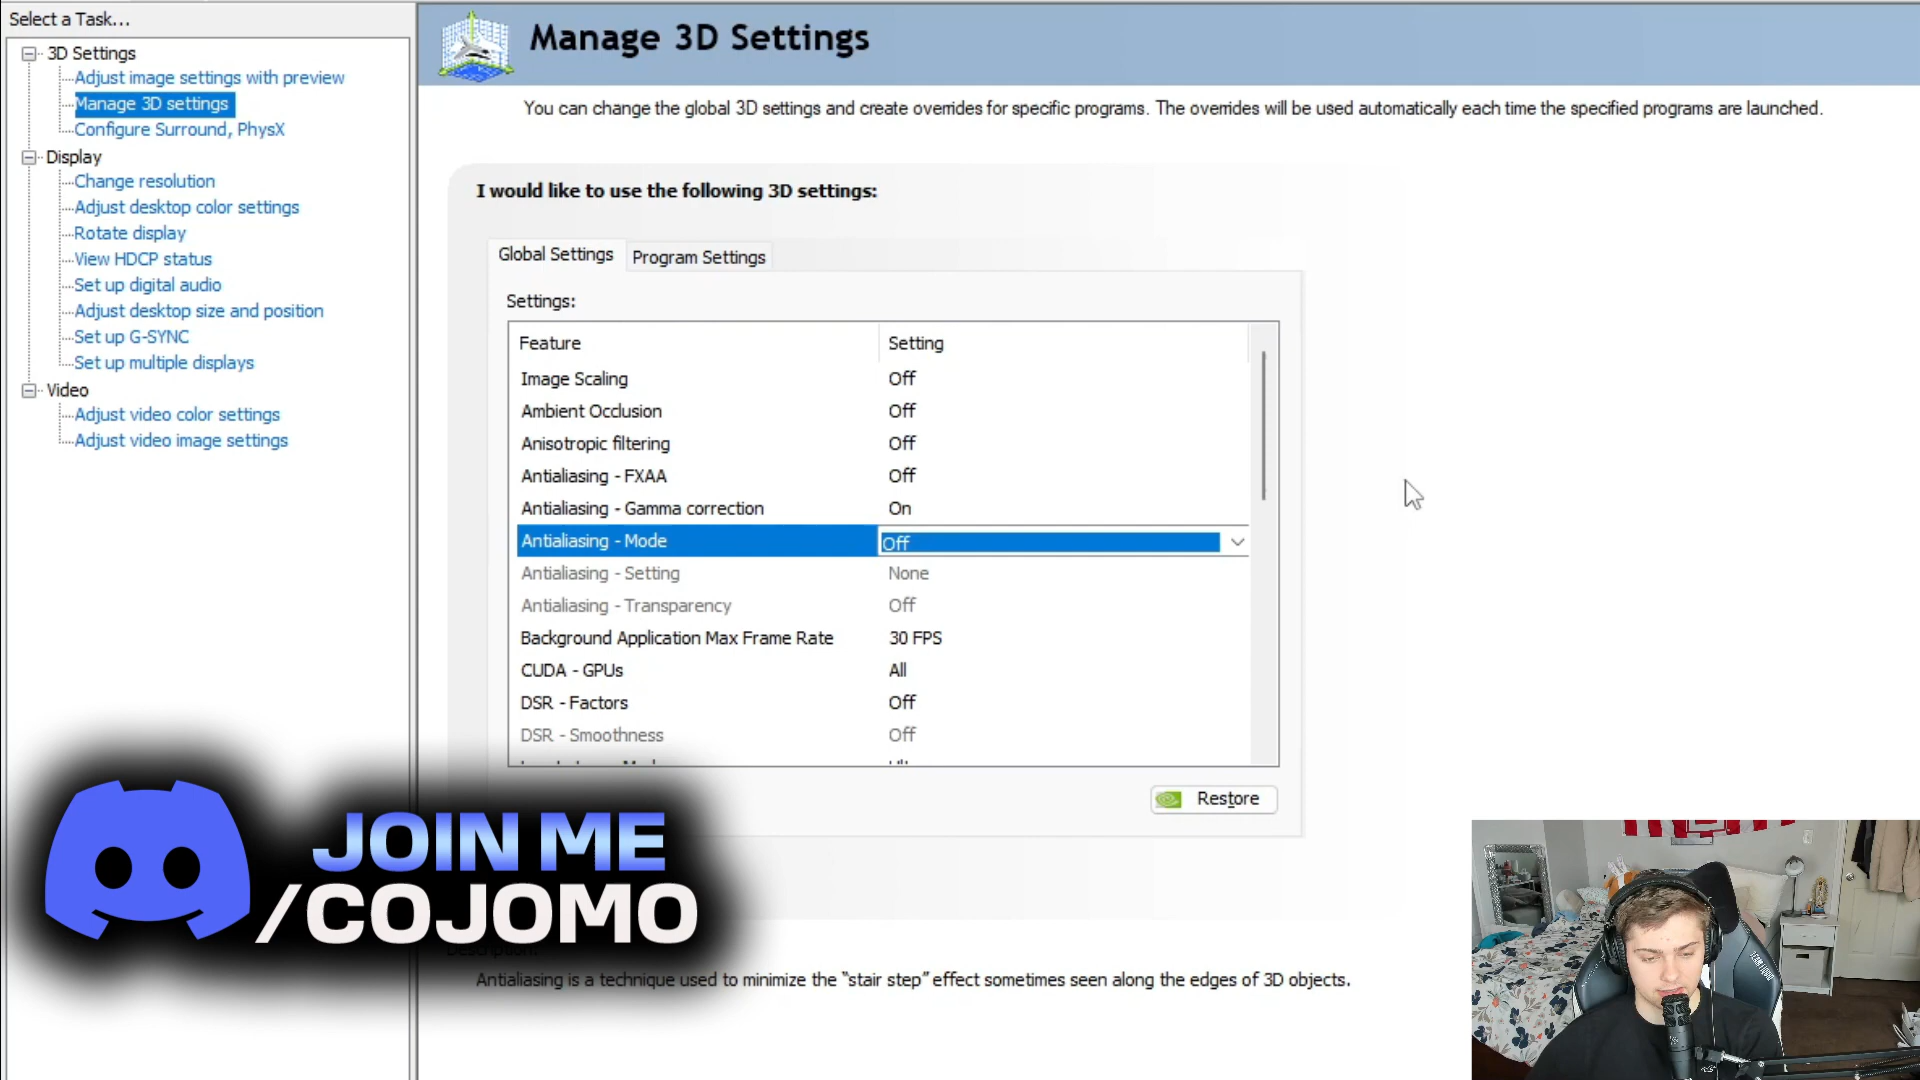 Select a Task...
3D Settings
Adjust image settings with preview
Manage 3D settings
Configure Surround, PhysX
Display
Change resolution
Adjust desktop color settings
Rotate display
View HDCP status
Set up digital audio
Adjust desktop size and position
Set up G-SYNC
Set up multiple displays
Video
Adjust video color settings
Adjust video image settings
Manage 3D Settings
You can change the global 3D settings and create overrides for specific programs. The overrides will be used automatically each time the specified programs are launched.
I would like to use the following 3D settings:
Global Settings Program Settings
Settings:
Feature Setting
Image Scaling Off
Ambient Occlusion Off
Anisotropic filtering Off
Antialiasing - FXAA Off
Antialiasing - Gamma correction On
Antialiasing - Mode Off
Antialiasing - Setting None
Antialiasing - Transparency Off
Background Application Max Frame Rate 30 FPS
CUDA - GPUs All
DSR - Factors Off
DSR - Smoothness Off
Restore
JOIN ME
/COJOMO
Antialiasing is a technique used to minimize the “stair step” effect sometimes seen along the edges of 3D objects.